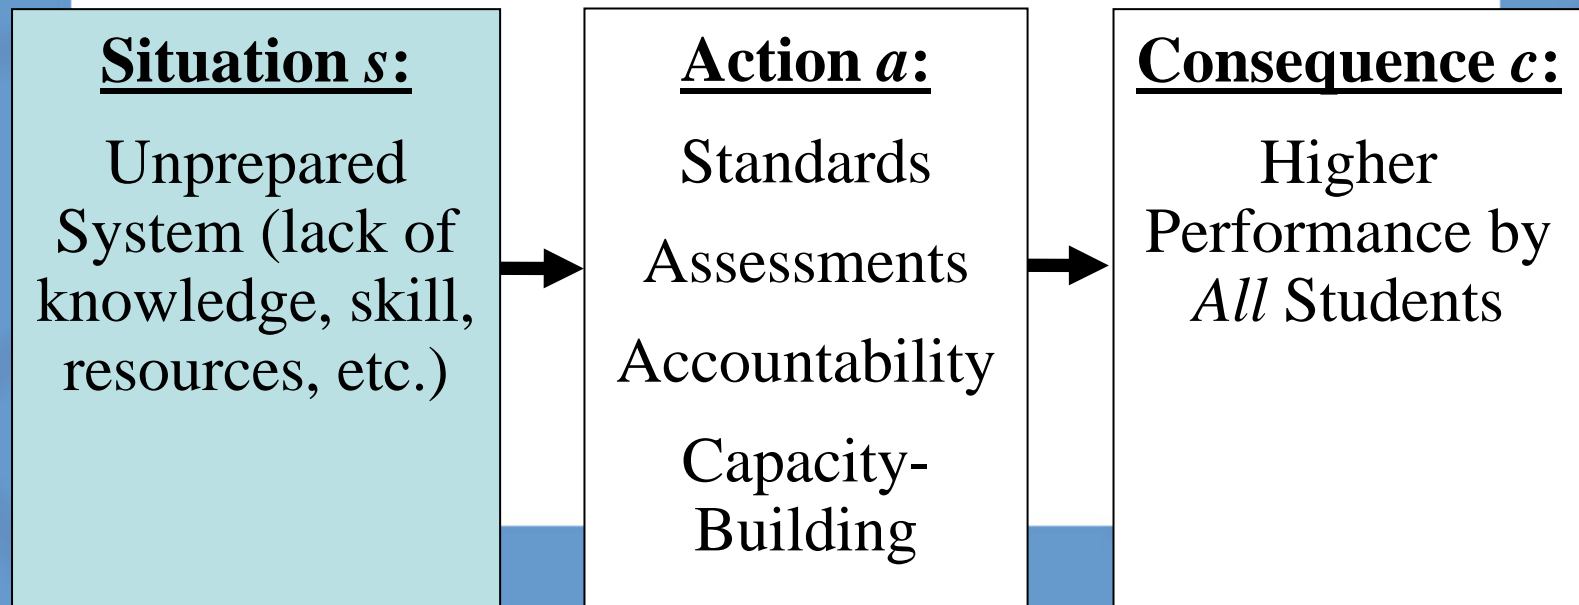 Situation s:
Unprepared
System (lack of
knowledge, skill,
resources, etc.)
Action a:
Standards
Assessments
Accountability
Capacity-
Building
Consequence c:
Higher
Performance by
All Students